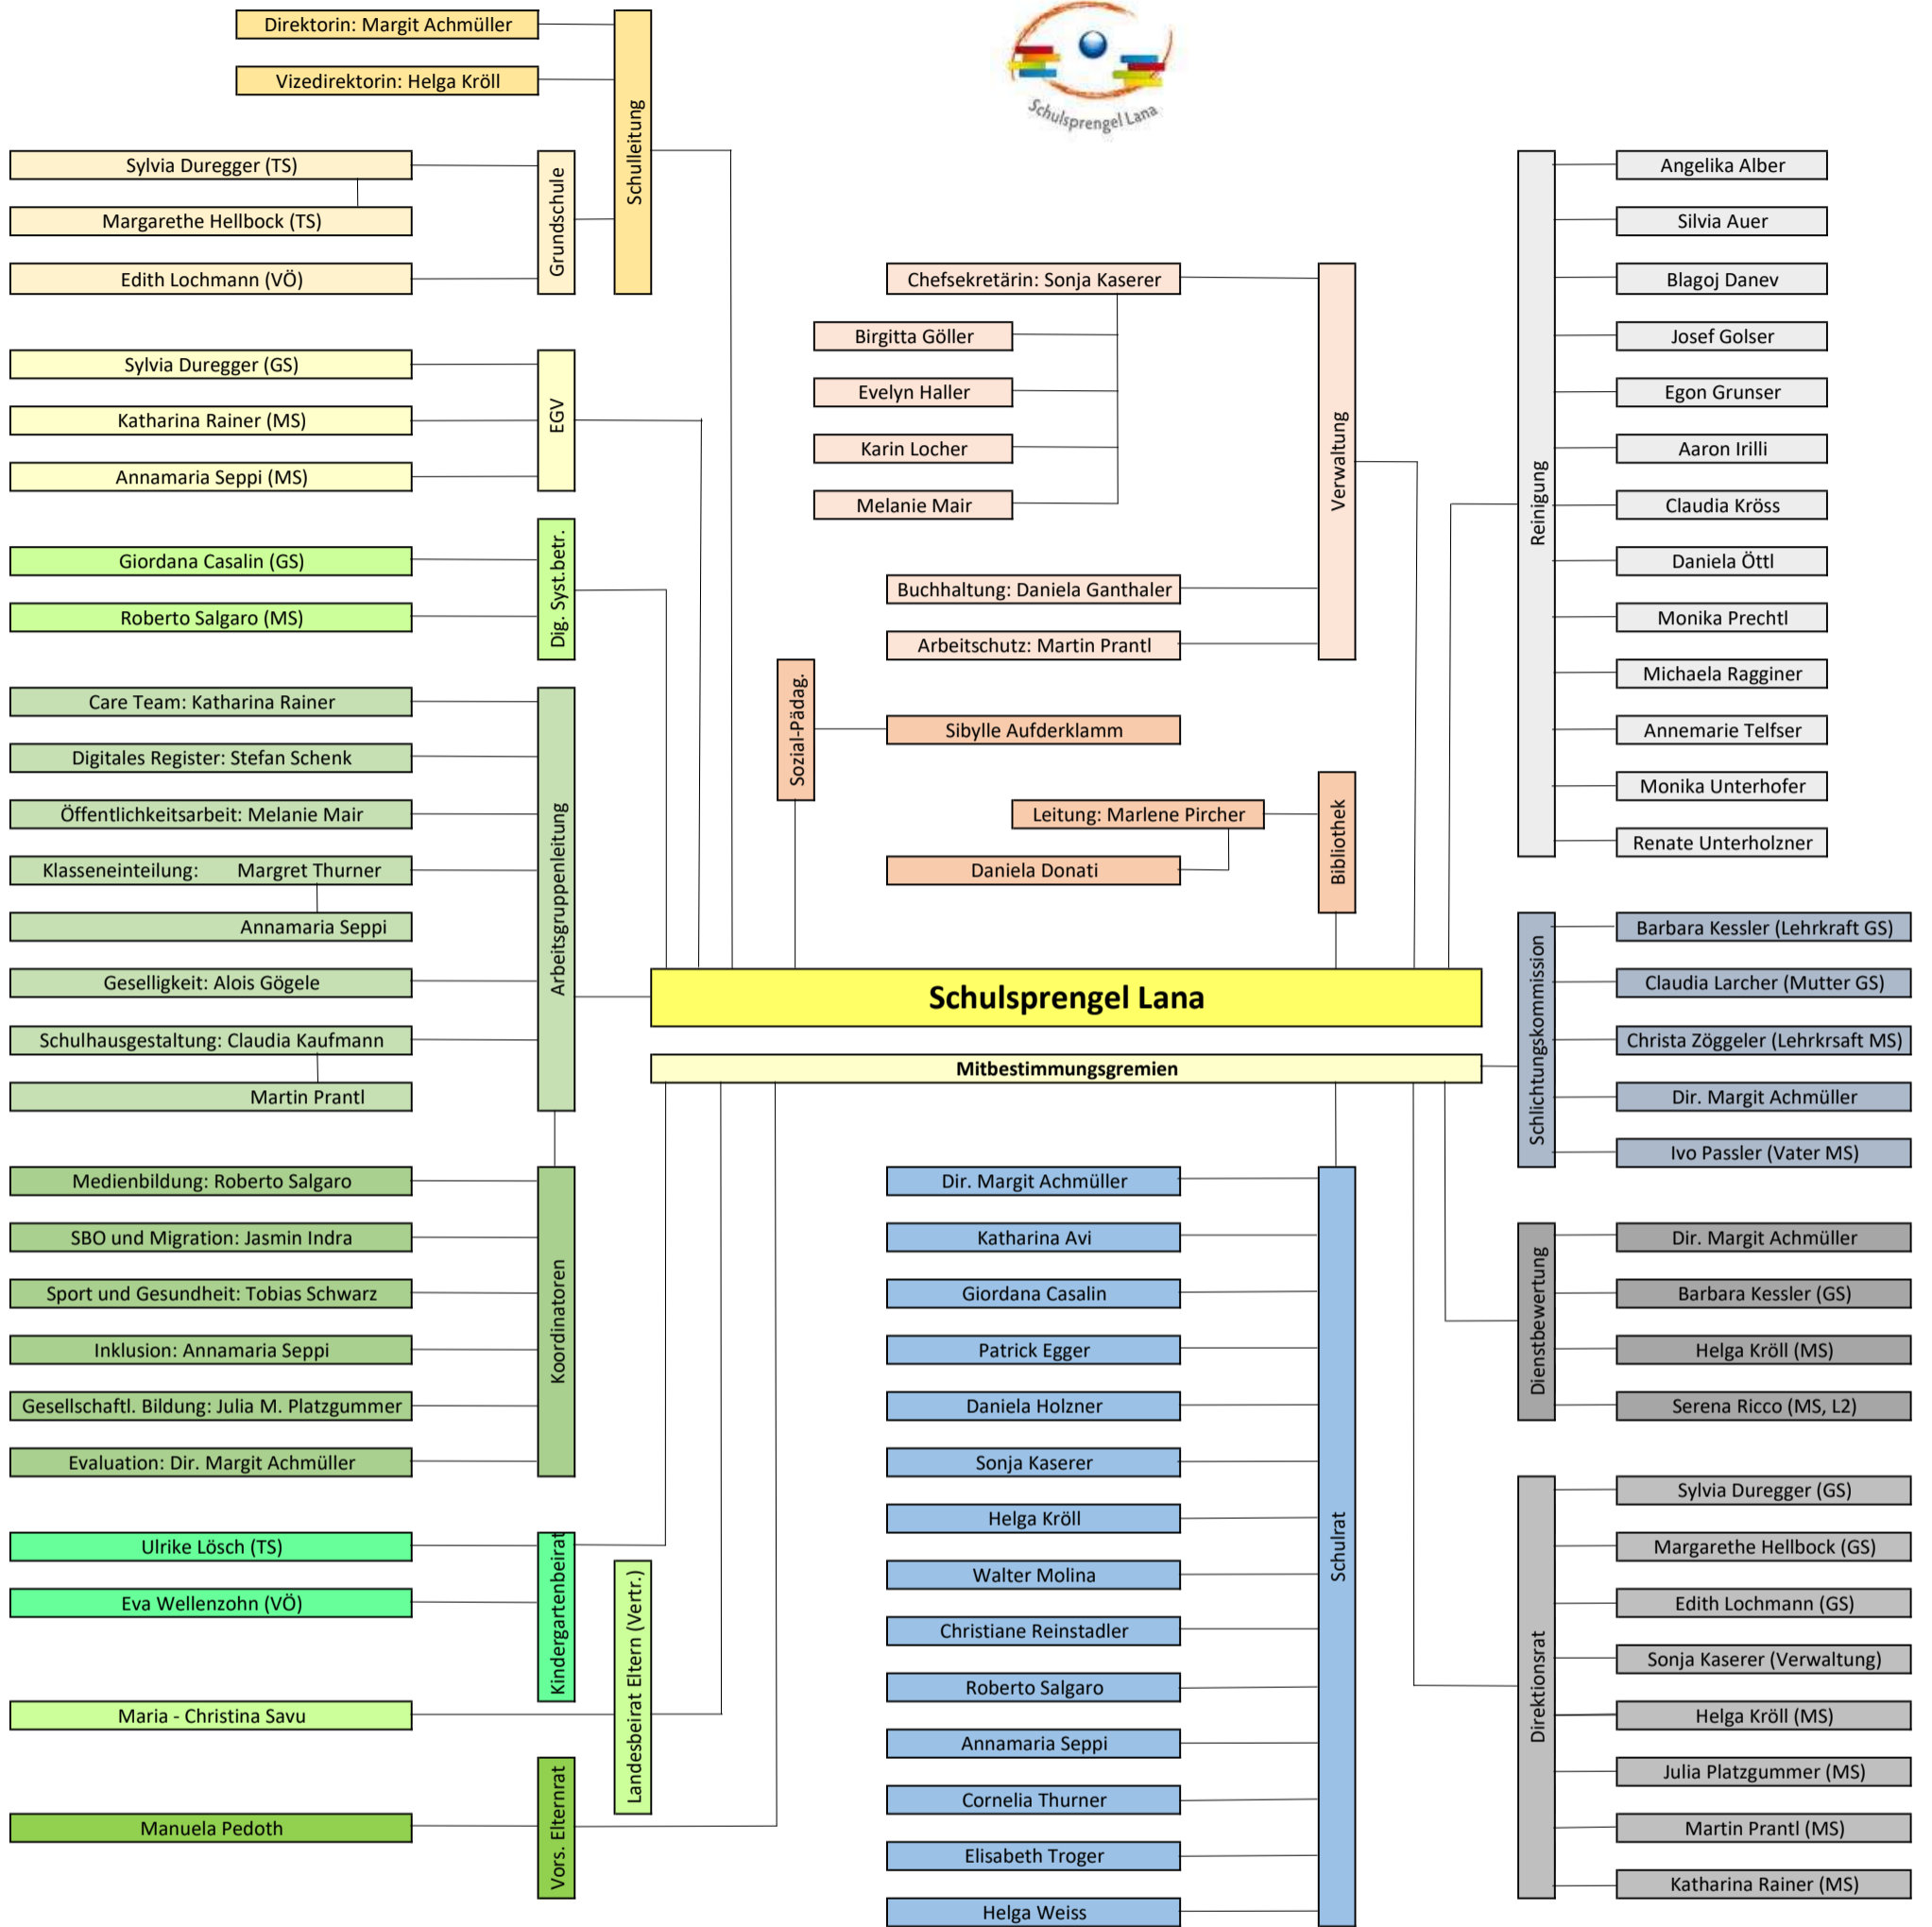 Direktorin: Margit Achmüller
Vizedirektorin: Helga Kröll
Schulleitung
Schulsprengel Lana
Sylvia Duregger (TS)
Margarethe Hellbock (TS)
Edith Lochmann (VÖ)
Grundschule
Sylvia Duregger (GS)
Katharina Rainer (MS)
Annamaria Seppi (MS)
EGV
Giordana Casalin (GS)
Roberto Salgaro (MS)
Dig. Syst.betr.
Care Team: Katharina Rainer
Digitales Register: Stefan Schenk
Öffentlichkeitsarbeit: Melanie Mair
Klasseneinteilung: Margret Thurner
Annamaria Seppi
Geselligkeit: Alois Gögele
Schulhausgestaltung: Claudia Kaufmann
Martin Prantl
Arbeitsgruppenleitung
Medienbildung: Roberto Salgaro
SBO und Migration: Jasmin Indra
Sport und Gesundheit: Tobias Schwarz
Inklusion: Annamaria Seppi
Gesellschaftl. Bildung: Julia M. Platzgummer
Evaluation: Dir. Margit Achmüller
Koordinatoren
Ulrike Lösch (TS)
Eva Wellenzohn (VÖ)
Kindergartenbeirat
Maria - Christina Savu
Landesbeirat Eltern (Vertr.)
Manuela Pedoth
Vors. Elternrat
Chefsekretärin: Sonja Kaserer
Birgitta Göller
Evelyn Haller
Karin Locher
Melanie Mair
Buchhaltung: Daniela Ganthaler
Arbeitschutz: Martin Prantl
Verwaltung
Sozial-Pädag.
Sibylle Aufderklamm
Leitung: Marlene Pircher
Daniela Donati
Bibliothek
Schulsprengel Lana
Mitbestimmungsgremien
Dir. Margit Achmüller
Katharina Avi
Giordana Casalin
Patrick Egger
Daniela Holzner
Sonja Kaserer
Helga Kröll
Walter Molina
Christiane Reinstadler
Roberto Salgaro
Annamaria Seppi
Cornelia Thurner
Elisabeth Troger
Helga Weiss
Schulrat
Reinigung
Angelika Alber
Silvia Auer
Blagoj Danev
Josef Golser
Egon Grunser
Aaron Irilli
Claudia Kröss
Daniela Öttl
Monika Prechtl
Michaela Ragginer
Annemarie Telfser
Monika Unterhofer
Renate Unterholzner
Schlichtungskommission
Barbara Kessler (Lehrkraft GS)
Claudia Larcher (Mutter GS)
Christa Zöggeler (Lehrkrsaft MS)
Dir. Margit Achmüller
Ivo Passler (Vater MS)
Dienstbewertung
Dir. Margit Achmüller
Barbara Kessler (GS)
Helga Kröll (MS)
Serena Ricco (MS, L2)
Direktionsrat
Sylvia Duregger (GS)
Margarethe Hellbock (GS)
Edith Lochmann (GS)
Sonja Kaserer (Verwaltung)
Helga Kröll (MS)
Julia Platzgummer (MS)
Martin Prantl (MS)
Katharina Rainer (MS)